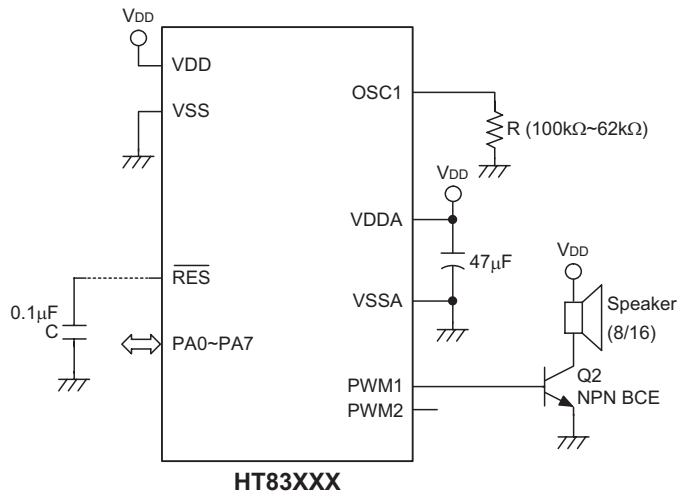 VDD
VDD
VSS
OSC1
R (100kΩ~62kΩ)
VDD
VDDA
47μF
VDD
RES
VSSA
Speaker
(8/16)
0.1μF
C
PA0~PA7
Q2
PWM1
NPN BCE
PWM2
HT83XXX